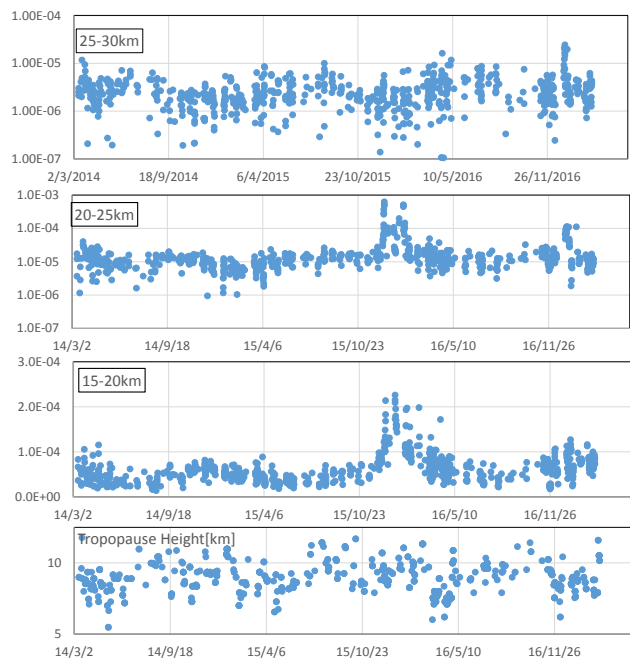 1.00E-04
25-30km
1.00E-05
1.00E-06
1.00E-07
2/3/2014 18/9/2014 6/4/2015 23/10/2015 10/5/2016 26/11/2016
1.0E-03
20-25km
1.0E-04
1.0E-05
1.0E-06
1.0E-07
14/3/2 14/9/18 15/4/6 15/10/23 16/5/10 16/11/26
3.0E-04
15-20km
2.0E-04
1.0E-04
0.0E+00
14/3/2 14/9/18 15/4/6 15/10/23 16/5/10 16/11/26
Tropopause Height[km]
10
5
14/3/2 14/9/18 15/4/6 15/10/23 16/5/10 16/11/26